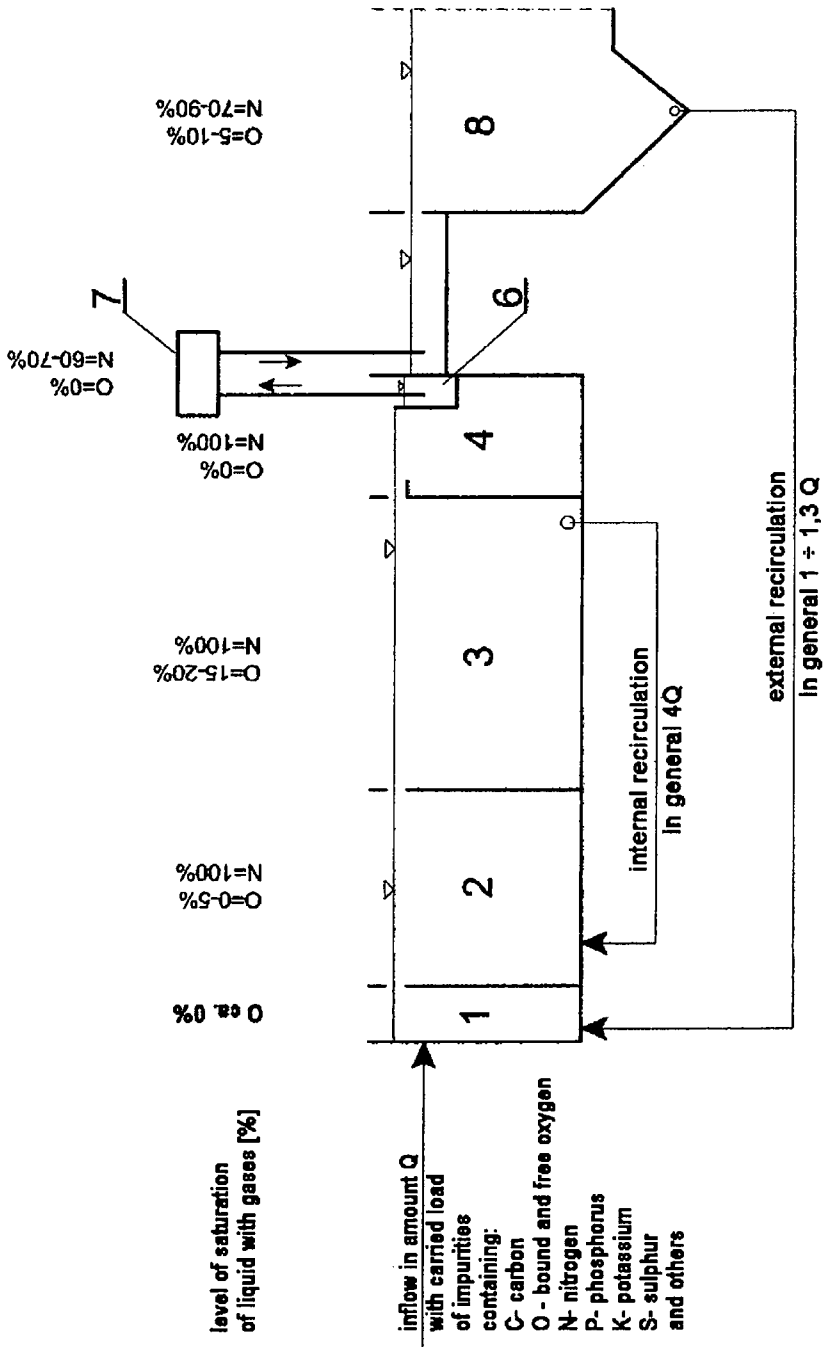 level of saturation
of liquid with gases [%]
O ca. 0%
O=0-5%
N=100%
O=15-20%
N=100%
O=0%
N=100%
O=0%
N=60-70%
O=5-10%
N=70-90%
7
inflow in amount Q
with carried load
of impurities
containing:
C- carbon
O - bound and free oxygen
N- nitrogen
P- phosphorus
K- potassium
S- sulphur
and others
1
2
3
4
6
8
internal recirculation
in general 4Q
external recirculation
In general 1 ÷ 1,3 Q